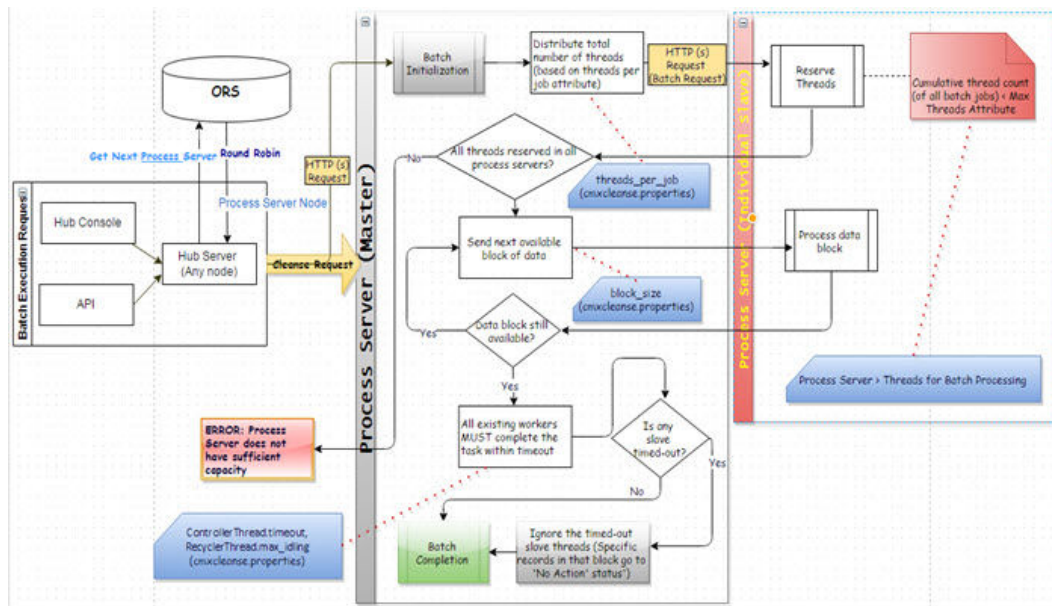 ORS
Get Next Process Server
Round Robin
Process Server Node
Batch Execution Request
Hub Console
API
Hub Server
(Any node)
Cleanse Request
HTTP (s)
Request
ERROR: Process
Server does not
have sufficient
capacity
ControllerThread.timeout,
RecyclerThread.max_idling
(cmxcleanse.properties)
Process Server (Master)
Batch
Initialization
Distribute total
number of threads
(based on threads per
job attribute)
HTTP (s)
Request
(Batch Request)
All threads reserved in all
process servers?
No
threads_per_job
(cmxcleanse.properties)
Send next available
block of data
block_size
(cmxcleanse.properties)
Data block still
available?
Yes
Yes
All existing workers
MUST complete the
task within timeout
Is any
slave
timed-out?
Yes
No
Batch
Completion
Ignore the timed-out
slave threads (Specific
records in that block go to
"No Action" status")
Process Server (Individual slave)
Reserve
Threads
Cumulative thread count
(of all batch jobs) < Max
Threads Attribute
Process data
block
Process Server > Threads for Batch Processing